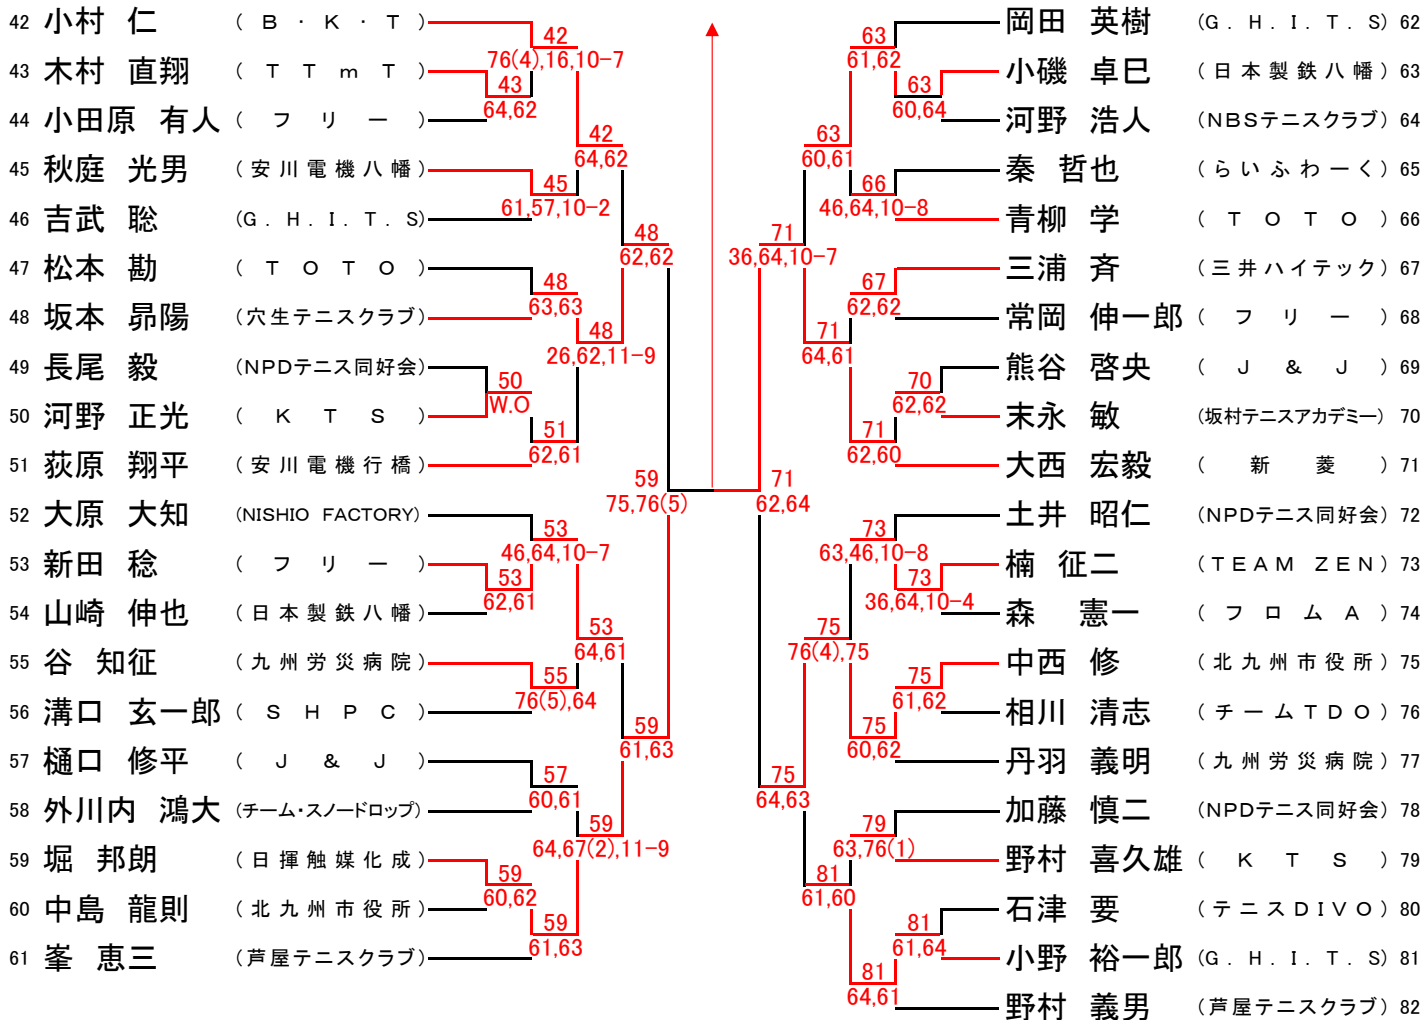 42 小村 仁 ( B ・ K ・ T )
43 木村 直翔 ( T T m T )
44 小田原 有人 ( フ リ ー )
45 秋庭 光男 ( 安 川 電 機 八 幡 )
46 吉武 聡 (G . H . I . T . S)
47 松本 勘 ( T O T O )
48 坂本 昴陽 (穴生テニスクラブ)
49 長尾 毅 (NPDテニス同好会)
50 河野 正光 ( K T S )
51 荻原 翔平 ( 安 川 電 機 行 橋 )
52 大原 大知 (NISHIO FACTORY)
53 新田 稔 ( フ リ ー )
54 山崎 伸也 ( 日 本 製 鉄 八 幡 )
55 谷 知征 ( 九 州 労 災 病 院 )
56 溝口 玄一郎 ( S H P C )
57 樋口 修平 ( J & J )
58 外川内 鴻大 (チーム・スノードロップ)
59 堀 邦朗 ( 日 揮 触 媒 化 成 )
60 中島 龍則 ( 北 九 州 市 役 所 )
61 峯 恵三 (芦屋テニスクラブ)
42
76(4),16,10-7
43
64,62
45
61,57,10-2
48
63,63
50
W.O
51
62,61
53
46,64,10-7
53
62,61
55
76(5),64
57
60,61
59
60,62
59
61,63
42
64,62
48
26,62,11-9
53
64,61
59
64,67(2),11-9
48
62,62
59
61,63
59
75,76(5)
71
62,64
71
36,64,10-7
75
64,63
63
60,61
71
64,61
75
76(4),75
81
61,60
63
61,62
63
60,64
66
46,64,10-8
67
62,62
70
62,62
71
62,60
73
63,46,10-8
73
36,64,10-4
75
61,62
75
60,62
79
63,76(1)
81
61,64
81
64,61
岡田 英樹 (G . H . I . T . S) 62
小磯 卓巳 ( 日 本 製 鉄 八 幡 ) 63
河野 浩人 (NBSテニスクラブ) 64
秦 哲也 ( ら い ふ わ ー く ) 65
青柳 学 ( T O T O ) 66
三浦 斉 ( 三 井 ハ イ テ ッ ク ) 67
常岡 伸一郎 ( フ リ ー ) 68
熊谷 啓央 ( J & J ) 69
末永 敏 (坂村テニスアカデミー) 70
大西 宏毅 ( 新 菱 ) 71
土井 昭仁 (NPDテニス同好会) 72
楠 征二 ( T E A M Z E N ) 73
森 憲一 ( フ ロ ム A ) 74
中西 修 ( 北 九 州 市 役 所 ) 75
相川 清志 ( チ ー ム T D O ) 76
丹羽 義明 ( 九 州 労 災 病 院 ) 77
加藤 慎二 (NPDテニス同好会) 78
野村 喜久雄 ( K T S ) 79
石津 要 ( テ ニ ス D I V O ) 80
小野 裕一郎 (G . H . I . T . S) 81
野村 義男 (芦屋テニスクラブ) 82